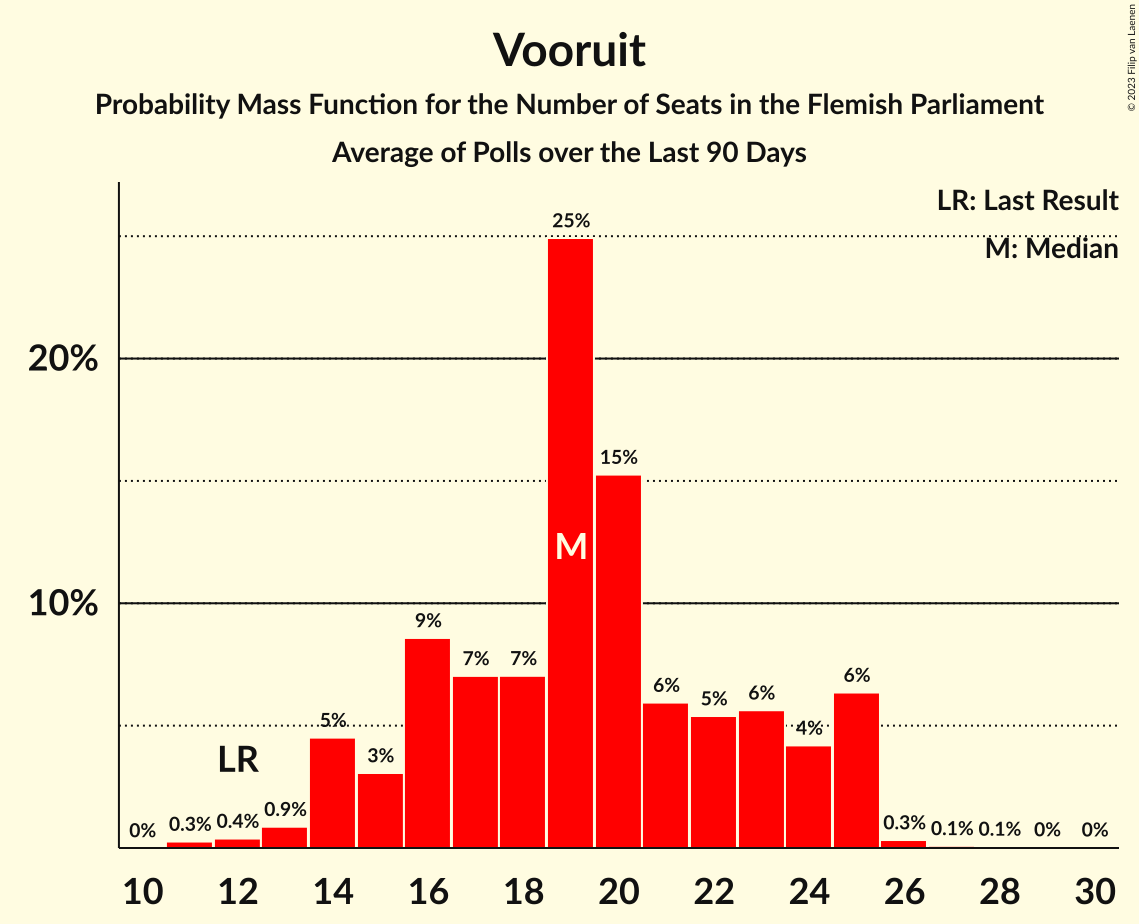 © 2023 Filip van Laenen
Vooruit
Probability Mass Function for the Number of Seats in the Flemish Parliament
Average of Polls over the Last 90 Days
LR: Last Result
M: Median
20%
10%
0%
0.3%
0.4%
0.9%
5%
3%
9%
7%
7%
25%
15%
6%
5%
6%
4%
6%
0.3%
0.1%
0.1%
0%
0%
LR
M
10 12 14 16 18 20 22 24 26 28 30